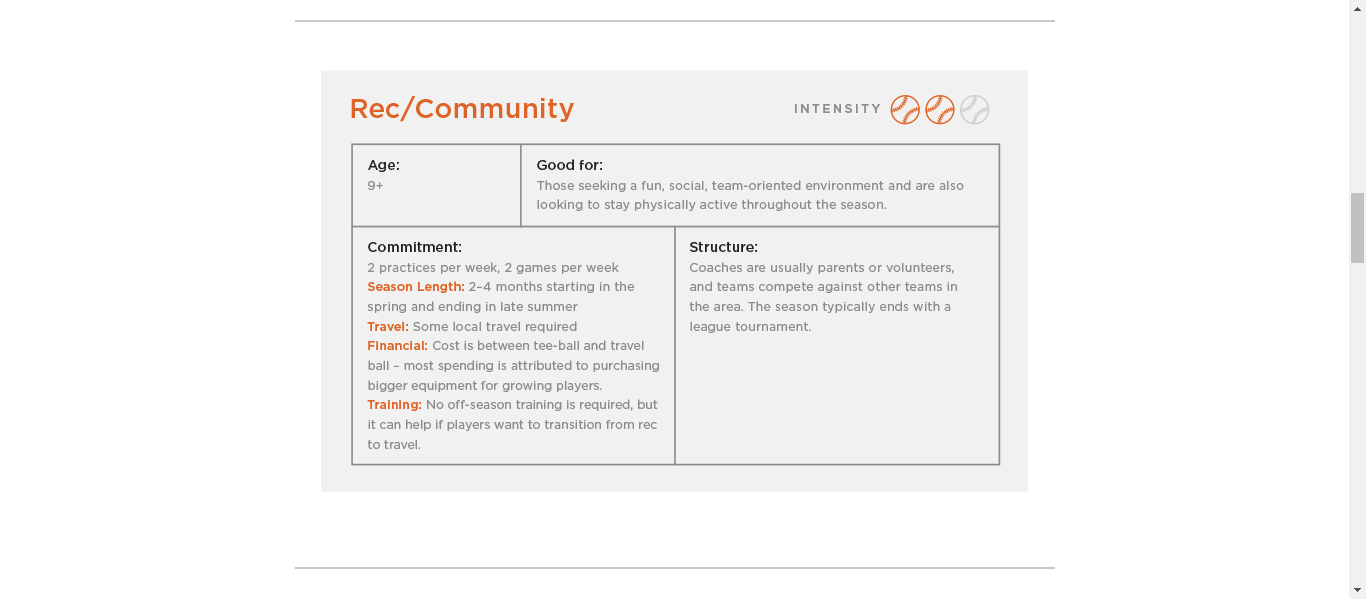 Rec/Community
INTENSITY
Age:
9+
Good for:
Those seeking a fun, social, team-oriented environment and are also
looking to stay physically active throughout the season.
Commitment:
2 practices per week, 2 games per week
Season Length: 2–4 months starting in the
spring and ending in late summer
Travel: Some local travel required
Financial: Cost is between tee-ball and travel
ball – most spending is attributed to purchasing
bigger equipment for growing players.
Training: No off-season training is required, but
it can help if players want to transition from rec
to travel.
Structure:
Coaches are usually parents or volunteers,
and teams compete against other teams in
the area. The season typically ends with a
league tournament.